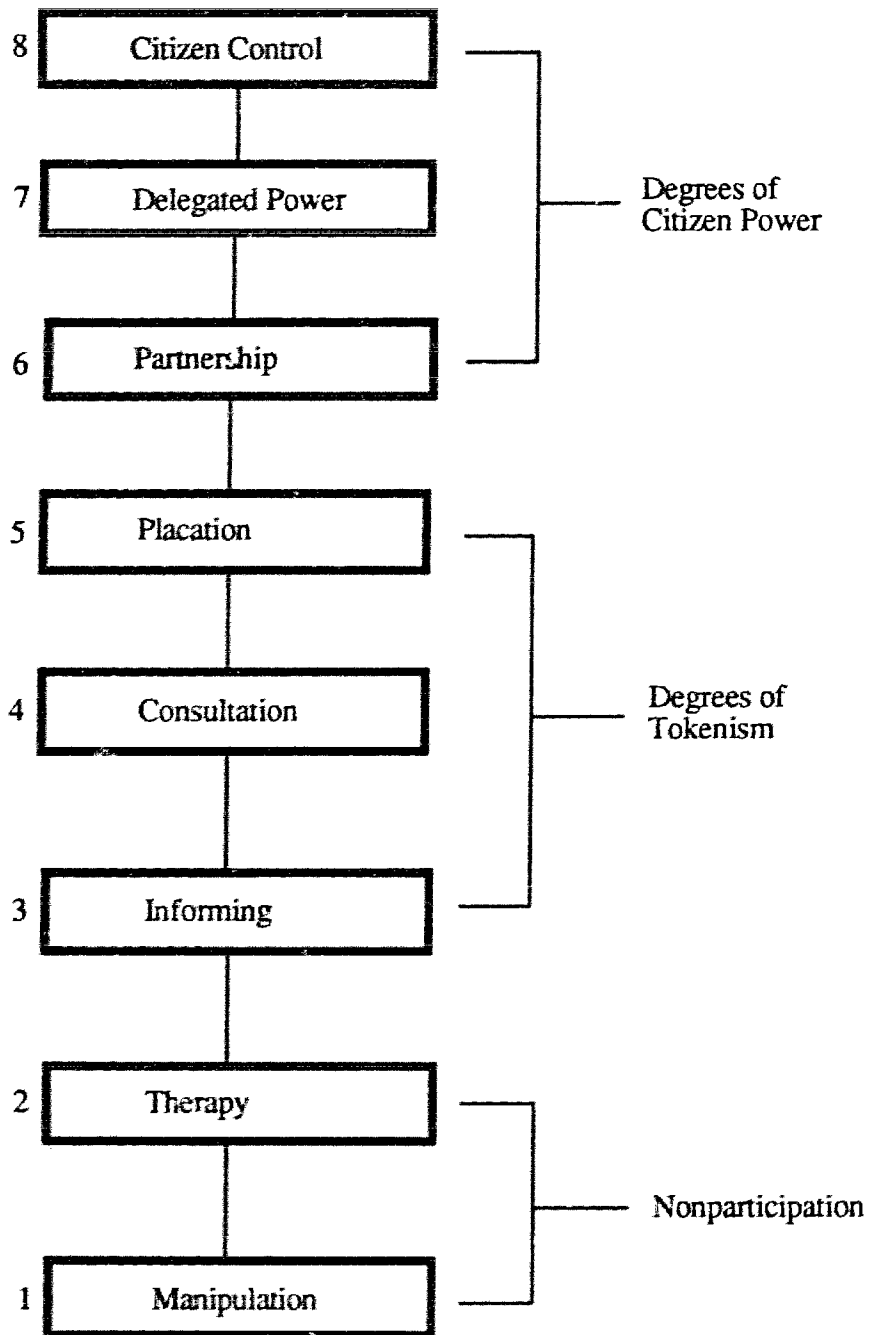 8 Citizen Control
7 Delegated Power
Degrees of
Citizen Power
6 Partnership
5 Placation
4 Consultation
Degrees of
Tokenism
3 Informing
2 Therapy
Nonparticipation
1 Manipulation